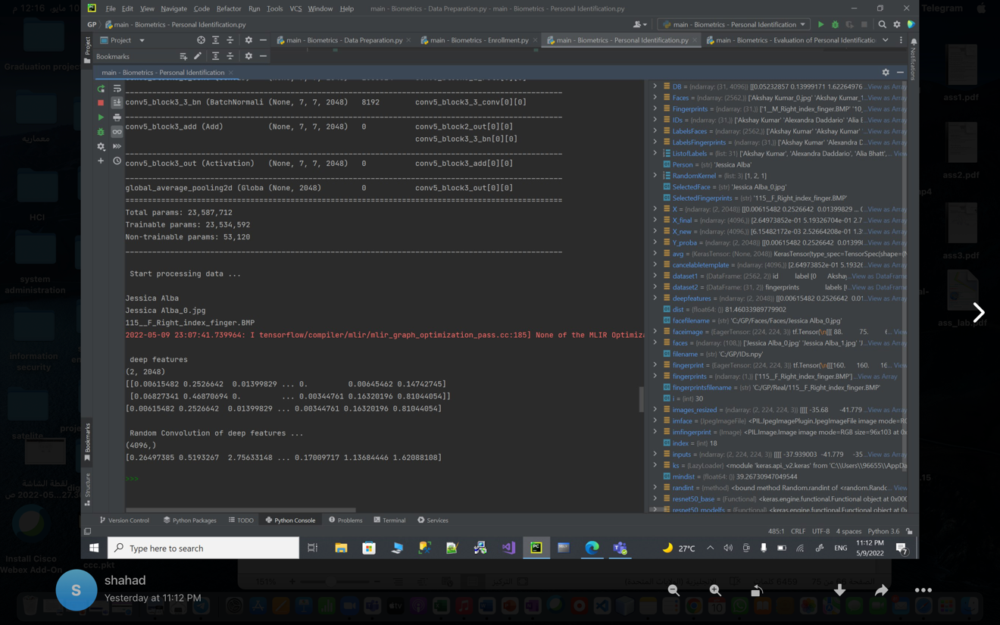 File Edit View Navigate Code Refactor Run Tools VCS Window Help main - Biometrics - Data Preparation.py - main - Biometrics - Personal Identification.py
GP main - Biometrics - Personal Identification.py
main - Biometrics - Personal Identification
Project
main - Biometrics - Data Preparation.py
main - Biometrics - Enrollment.py
main - Biometrics - Personal Identification.py
main - Biometrics - Evaluation of Personal Identificatio
Bookmarks
main - Biometrics - Personal Identification
conv5_block3_3_bn (BatchNormali (None, 7, 7, 2048) 8192 conv5_block3_3_conv[0][0]
conv5_block3_add (Add) (None, 7, 7, 2048) 0 conv5_block2_out[0][0]
conv5_block3_3_bn[0][0]
conv5_block3_out (Activation) (None, 7, 7, 2048) 0 conv5_block3_add[0][0]
global_average_pooling2d (Globa (None, 2048) 0 conv5_block3_out[0][0]
Total params: 23,587,712
Trainable params: 23,534,592
Non-trainable params: 53,120
Start processing data ...
Jessica Alba
Jessica Alba_0.jpg
115__F_Right_index_finger.BMP
2022-05-09 23:07:41.739964: I tensorflow/compiler/mlir/mlir_graph_optimization_pass.cc:185] None of the MLIR Optimiza
deep features
(2, 2048)
[[0.00615482 0.2526642 0.01399829 ... 0. 0.00645462 0.14742745]
[0.06827341 0.46870694 0. ... 0.00344761 0.16320196 0.81044054]]
[0.00615482 0.2526642 0.01399829 ... 0.00344761 0.16320196 0.81044054]
Random Convolution of deep features ...
(4096,)
[0.26497385 0.5193267 2.75633148 ... 0.17009717 1.13684446 1.62088108]
>>>
DB = {ndarray: (31, 4096)} [[0.05232857 0.13999171 1.62264976 ...View as Array
Faces = {ndarray: (2562,)} ['Akshay Kumar_0.jpg' 'Akshay Kumar_1 ...View as Array
Fingerprints = {ndarray: (31,)} ['1__M_Right_index_finger.BMP' '10_ ...View as Array
IDs = {ndarray: (31,)} ['Akshay Kumar' 'Alexandra Daddario' 'Alia E ...View as Array
LabelsFaces = {ndarray: (2562,)} ['Akshay Kumar' 'Akshay Kumar' ...View as Array
LabelsFingerprints = {ndarray: (31,)} ['Akshay Kumar' 'Alexandra D ...View as Array
ListofLabels = {list: 31} ['Akshay Kumar', 'Alexandra Daddario', 'Alia Bhatt', ... View
Person = {str} 'Jessica Alba'
RandomKernel = {list: 3} [1, 2, 1]
SelectedFace = {str} 'Jessica Alba_0.jpg'
SelectedFingerprints = {str} '115__F_Right_index_finger.BMP'
X = {ndarray: (2, 2048)} [[0.00615482 0.2526642 0.01399829 ... ...View as Array
X_final = {ndarray: (4096,)} [2.64973852e-01 5.19326704e-01 2.7 ...View as Array
X_new = {ndarray: (4096,)} [6.15482172e-03 2.52664208e-01 1.3 ...View as Array
Y_proba = {ndarray: (2, 2048)} [[0.00615482 0.2526642 0.01399 ...View as Array
avg = {KerasTensor: (None, 2048)} KerasTensor(type_spec=TensorSpec(shape=(N
cancelabletemplate = {ndarray: (4096,)} [2.64973852e-01 5.1932 ...View as Array
dataset1 = {DataFrame: (2562, 2)} id label [0 Akshay ...View as DataFrame
dataset2 = {DataFrame: (31, 2)} fingerprints labels [ ...View as DataFrame
deepfeatures = {ndarray: (2, 2048)} [[0.00615482 0.2526642 0.01 ...View as Array
dist = {float64: ()} 81.46033989779902
facefilename = {str} 'C:/GP/Faces/Faces/Jessica Alba_0.jpg'
faceimage = {EagerTensor: (224, 224, 3)} tf.Tensor(\n[[[ 88. 75. ...View as Array
faces = {ndarray: (108,)} ['Jessica Alba_0.jpg' 'Jessica Alba_1.jpg' 'J ...View as Array
filename = {str} 'C:/GP/IDs.npy'
fingerprint = {EagerTensor: (224, 224, 3)} tf.Tensor(\n[[[160. 160. 16 ... View
fingerprints = {ndarray: (1,)} ['115__F_Right_index_finger.BMP'] ...View as Array
fingerprintsfilename = {str} 'C:/GP/Real/115__F_Right_index_finger.BMP'
i = {int} 30
images_resized = {ndarray: (2, 224, 224, 3)} [[[[ -35.68 -41.779 ...View as Array
imface = {JpegImageFile} <PIL.JpegImagePlugin.JpegImageFile image mode=RG
imfingerprint = {Image} <PIL.Image.Image image mode=RGB size=96x103 at 0x
index = {int} 18
inputs = {ndarray: (2, 224, 224, 3)} [[[[ -37.939003 -41.779 -35 ...View as Array
ks = {LazyLoader} <module 'keras.api._v2.keras' from 'C:\\Users\\96655\\AppDa
mindist = {float64: ()} 39.26730947049544
randint = {method} <bound method Random.randint of <random.Randc ... View
resnet50_base = {Functional} <keras.engine.functional.Functional object at 0x000
resnet50_modelfs = {Functional} <keras.engine.functional.Functional object at 0x0
Project
Bookmarks
Structure
Notifications
Version Control Python Packages TODO Python Console Problems Terminal Services
485:1 CRLF UTF-8 4 spaces Python 3.6
Type here to search
27°C
ENG
11:12 PM
5/9/2022
7
S
shahad
Yesterday at 11:12 PM
Graduation project
معمارية
HCI
system
administration
information
security
satelite
لقطة الشاشة
Install Cisco
Webex Add-On
ccc.pkt
151%
التركيز
Telegram
12:16 م
ass1.pdf
ass2.pdf
ass3.pdf
ass_lab.pdf